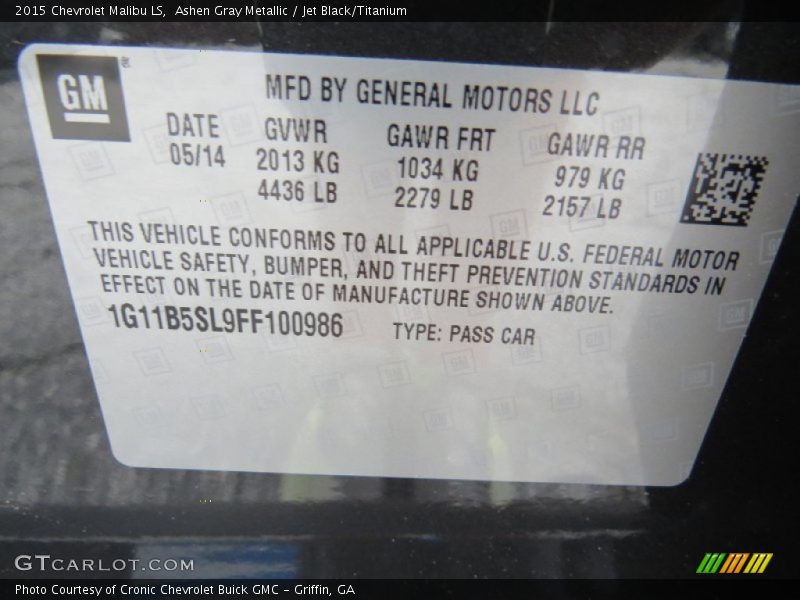 2015 Chevrolet Malibu LS, Ashen Gray Metallic / Jet Black/Titanium
GM®
MFD BY GENERAL MOTORS LLC
DATE GVWR GAWR FRT GAWR RR
05/14 2013 KG 1034 KG 979 KG
4436 LB 2279 LB 2157 LB
THIS VEHICLE CONFORMS TO ALL APPLICABLE U.S. FEDERAL MOTOR
VEHICLE SAFETY, BUMPER, AND THEFT PREVENTION STANDARDS IN
EFFECT ON THE DATE OF MANUFACTURE SHOWN ABOVE.
1G11B5SL9FF100986 TYPE: PASS CAR
GTCARLOT.COM
Photo Courtesy of Cronic Chevrolet Buick GMC – Griffin, GA